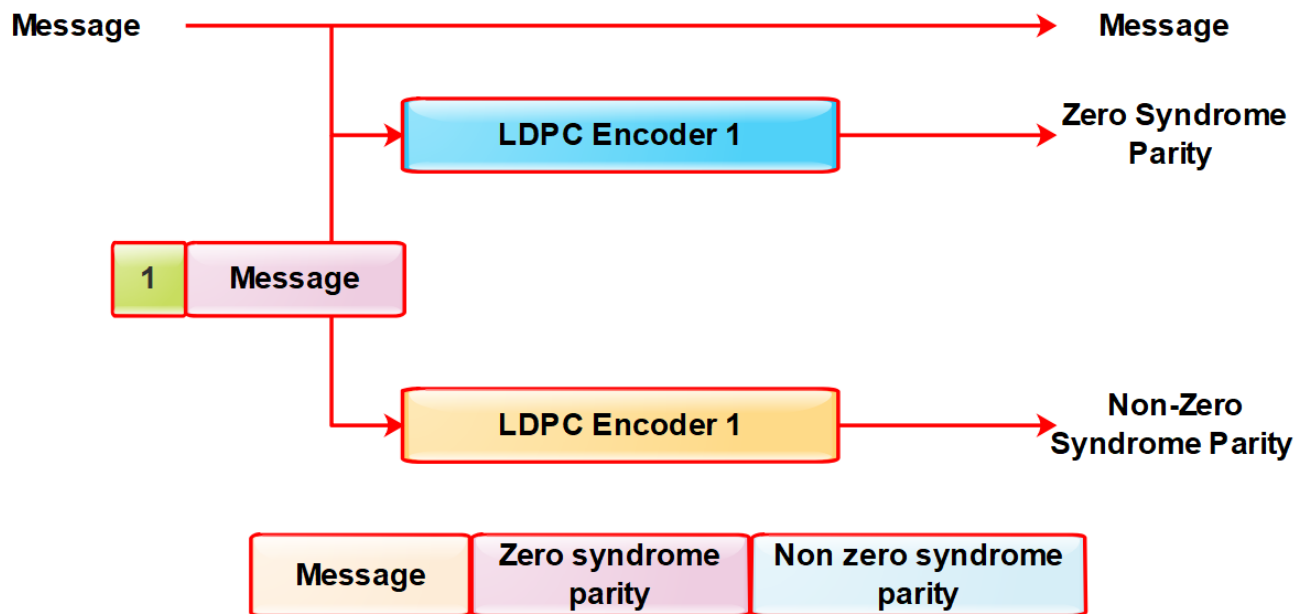 Message
Message
LDPC Encoder 1
Zero Syndrome
Parity
1
Message
LDPC Encoder 1
Non-Zero
Syndrome Parity
Message
Zero syndrome
parity
Non zero syndrome
parity